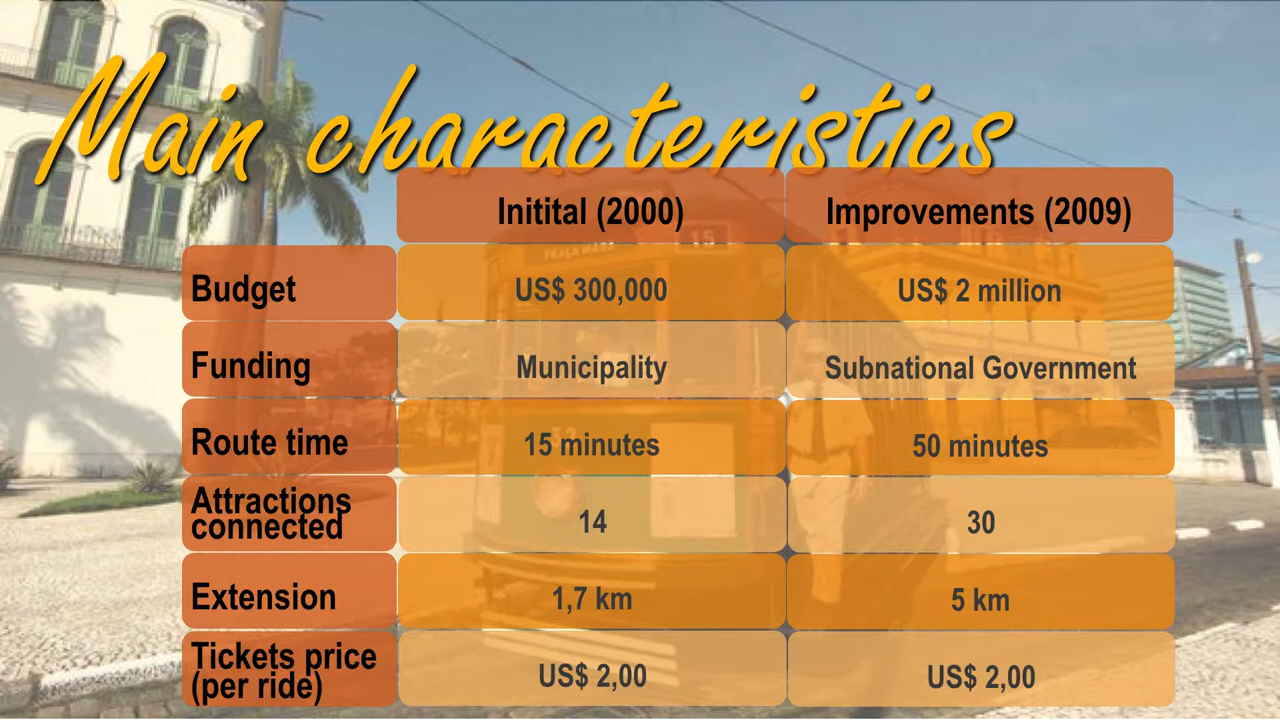 Main characteristics
Initital (2000) Improvements (2009)
Budget US$ 300,000 US$ 2 million
Funding Municipality Subnational Government
Route time 15 minutes 50 minutes
Attractions
connected 14 30
Extension 1,7 km 5 km
Tickets price
(per ride) US$ 2,00 US$ 2,00
15